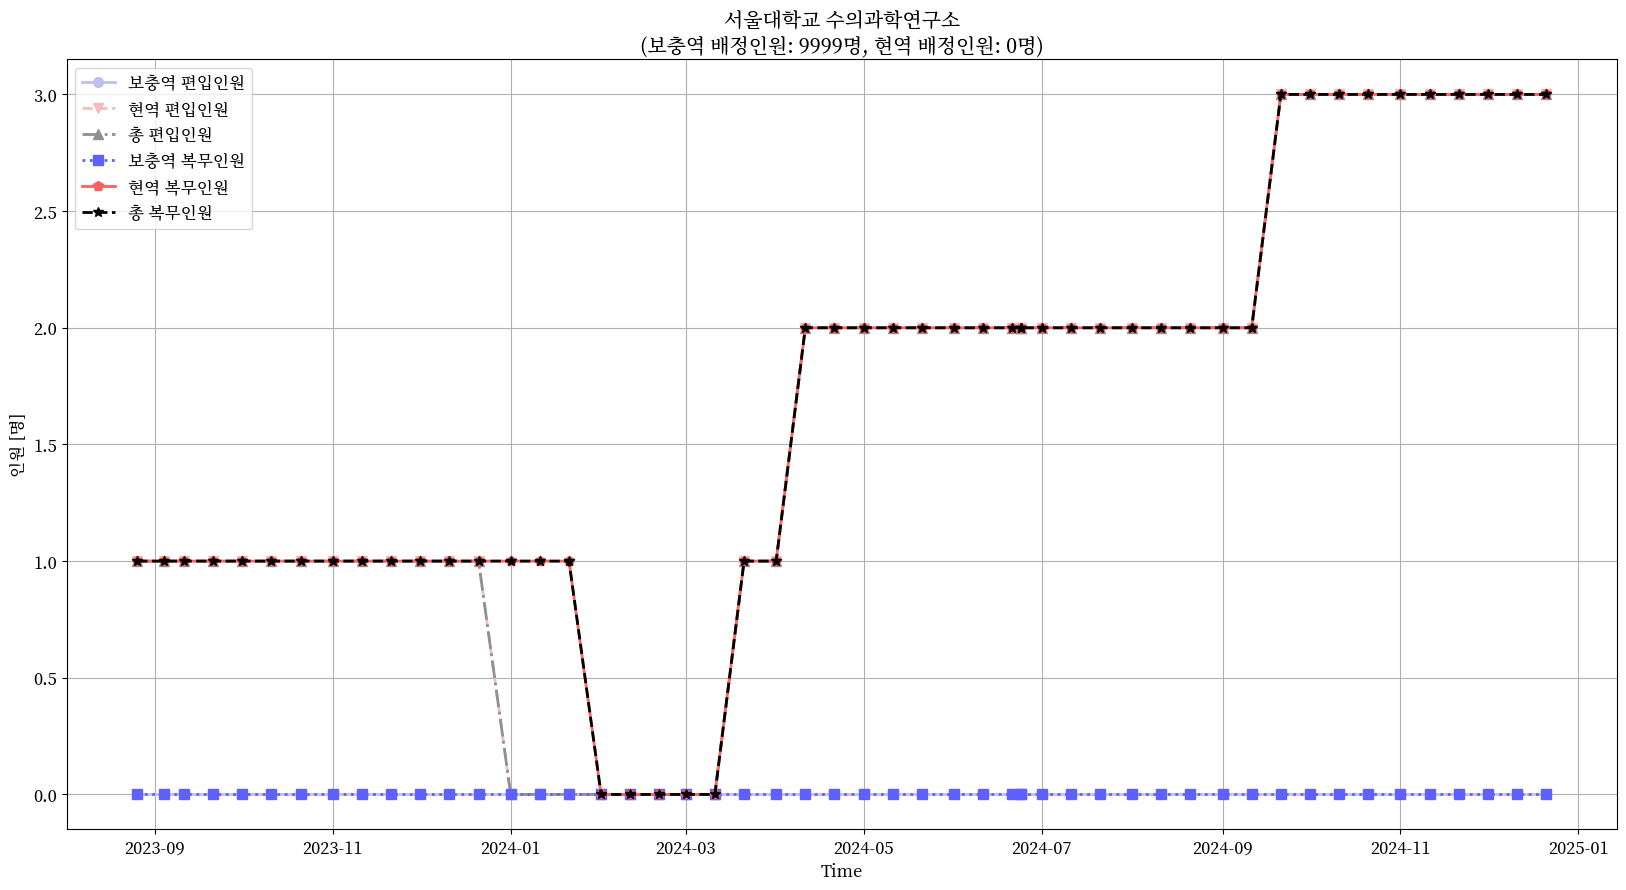 서울대학교 수의과학연구소
(보충역 배정인원: 9999명, 현역 배정인원: 0명)
보충역 편입인원
현역 편입인원
총 편입인원
보충역 복무인원
현역 복무인원
총 복무인원
3.0
2.5
2.0
1.5
1.0
0.5
0.0
인원 [명]
2023-09
2023-11
2024-01
2024-03
2024-05
2024-07
2024-09
2024-11
2025-01
Time